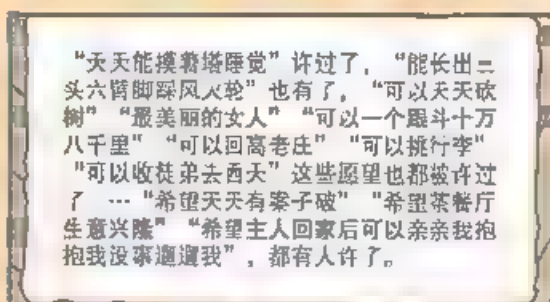 “天天能摸着塔睡觉”许过了，“能长出三
头六臂脚踩风火轮”也有了，“可以天天砍
树”“最美丽的女人”“可以一个跟斗十万
八千里”“可以回高老庄”“可以挑行李”
“可以收徒弟去西天”这些愿望也都被许过
了…“希望天天有案子破”“希望茶餐厅
生意兴隆”“希望主人回家后可以亲亲我抱
抱我没事遛遛我”，都有人许了。